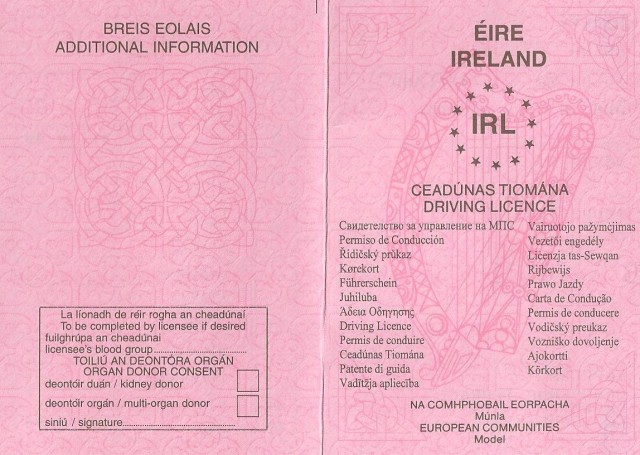 BREIS EOLAIS
ADDITIONAL INFORMATION
La líonadh de réir rogha an cheadúnaí
To be completed by licensee if desired
fuilghrúpa an cheadúnaí
licensee's blood group
TOILIÚ AN DEONTÓRA ORGÁN
ORGAN DONOR CONSENT
deontóir duán / kidney donor
deontóir orgán / multi-organ donor
siniú / signature
ÉIRE
IRELAND
IRL
CEADÚNAS TIOMÁNA
DRIVING LICENCE
Свидетелство за управление на МПС
Permiso de Conducción
Řidičský průkaz
Kørekort
Führerschein
Juhiluba
Άδεια Οδήγησης
Driving Licence
Permis de conduire
Ceadúnas Tiomána
Patente di guida
Vadītāja apliecība
Vairuotojo pažymėjimas
Vezetői engedély
Liċenzja tas-Sewqan
Rijbewijs
Prawo Jazdy
Carta de Condução
Permis de conducere
Vodičský preukaz
Vozniško dovoljenje
Ajokortti
Körkort
NA COMHPHOBAIL EORPACHA
Múnla
EUROPEAN COMMUNITIES
Model